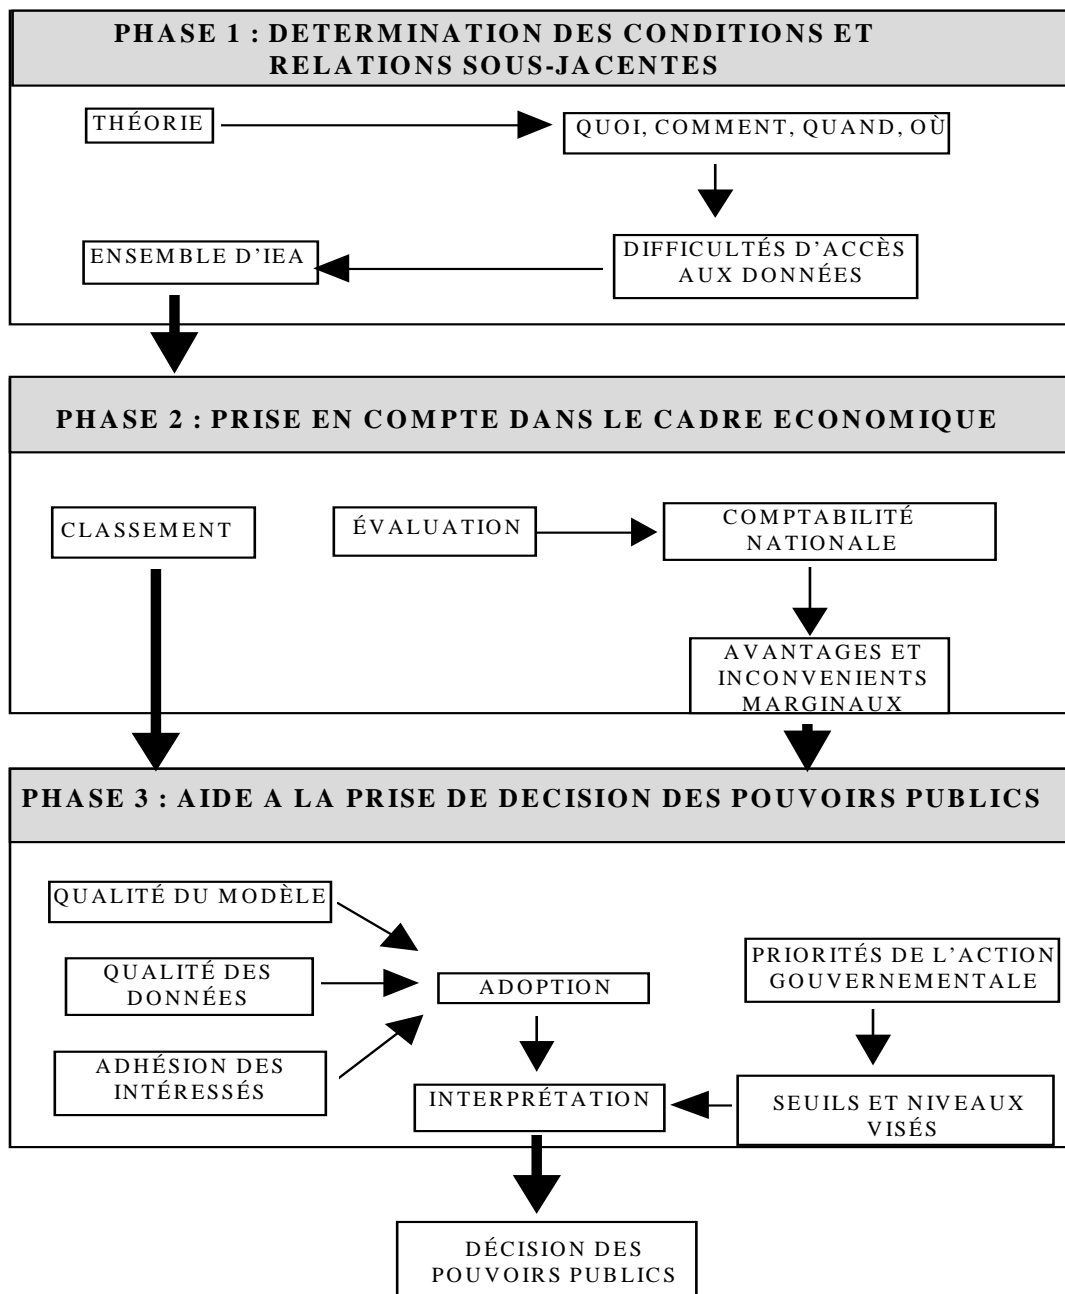 PHASE 1 : DETERMINATION DES CONDITIONS ET
RELATIONS SOUS-JACENTES
THÉORIE
QUOI, COMMENT, QUAND, OÙ
ENSEMBLE D'IEA
DIFFICULTÉS D'ACCÈS
AUX DONNÉES
PHASE 2 : PRISE EN COMPTE DANS LE CADRE ECONOMIQUE
CLASSEMENT
ÉVALUATION
COMPTABILITÉ
NATIONALE
AVANTAGES ET
INCONVENIENTS
MARGINAUX
PHASE 3 : AIDE A LA PRISE DE DECISION DES POUVOIRS PUBLICS
QUALITÉ DU MODÈLE
QUALITÉ DES
DONNÉES
ADHÉSION DES
INTÉRESSÉS
ADOPTION
PRIORITÉS DE L'ACTION
GOUVERNEMENTALE
INTERPRÉTATION
SEUILS ET NIVEAUX
VISÉS
DÉCISION DES
POUVOIRS PUBLICS